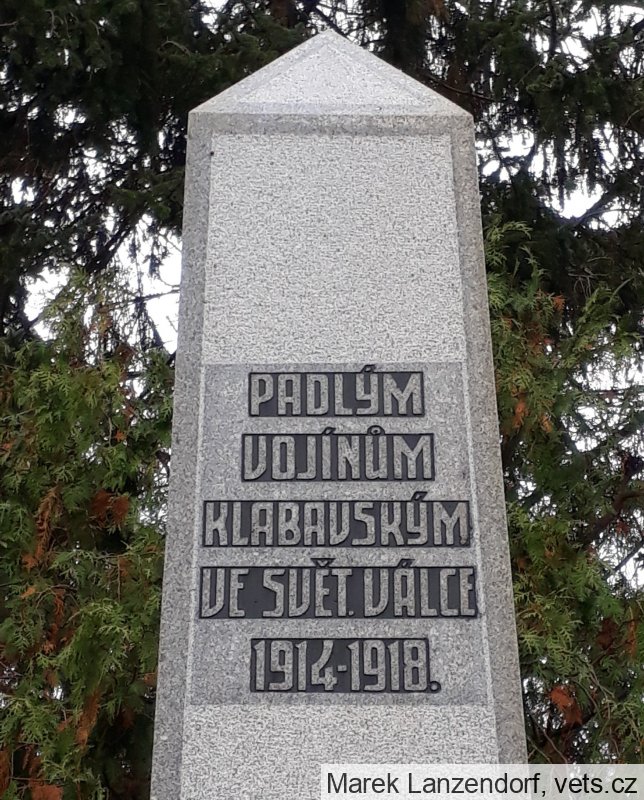 PADLÝM
VOJÍNŮM
KLABAVSKÝM
VE SVĚT. VÁLCE
1914-1918.
Marek Lanzendorf, vets.cz